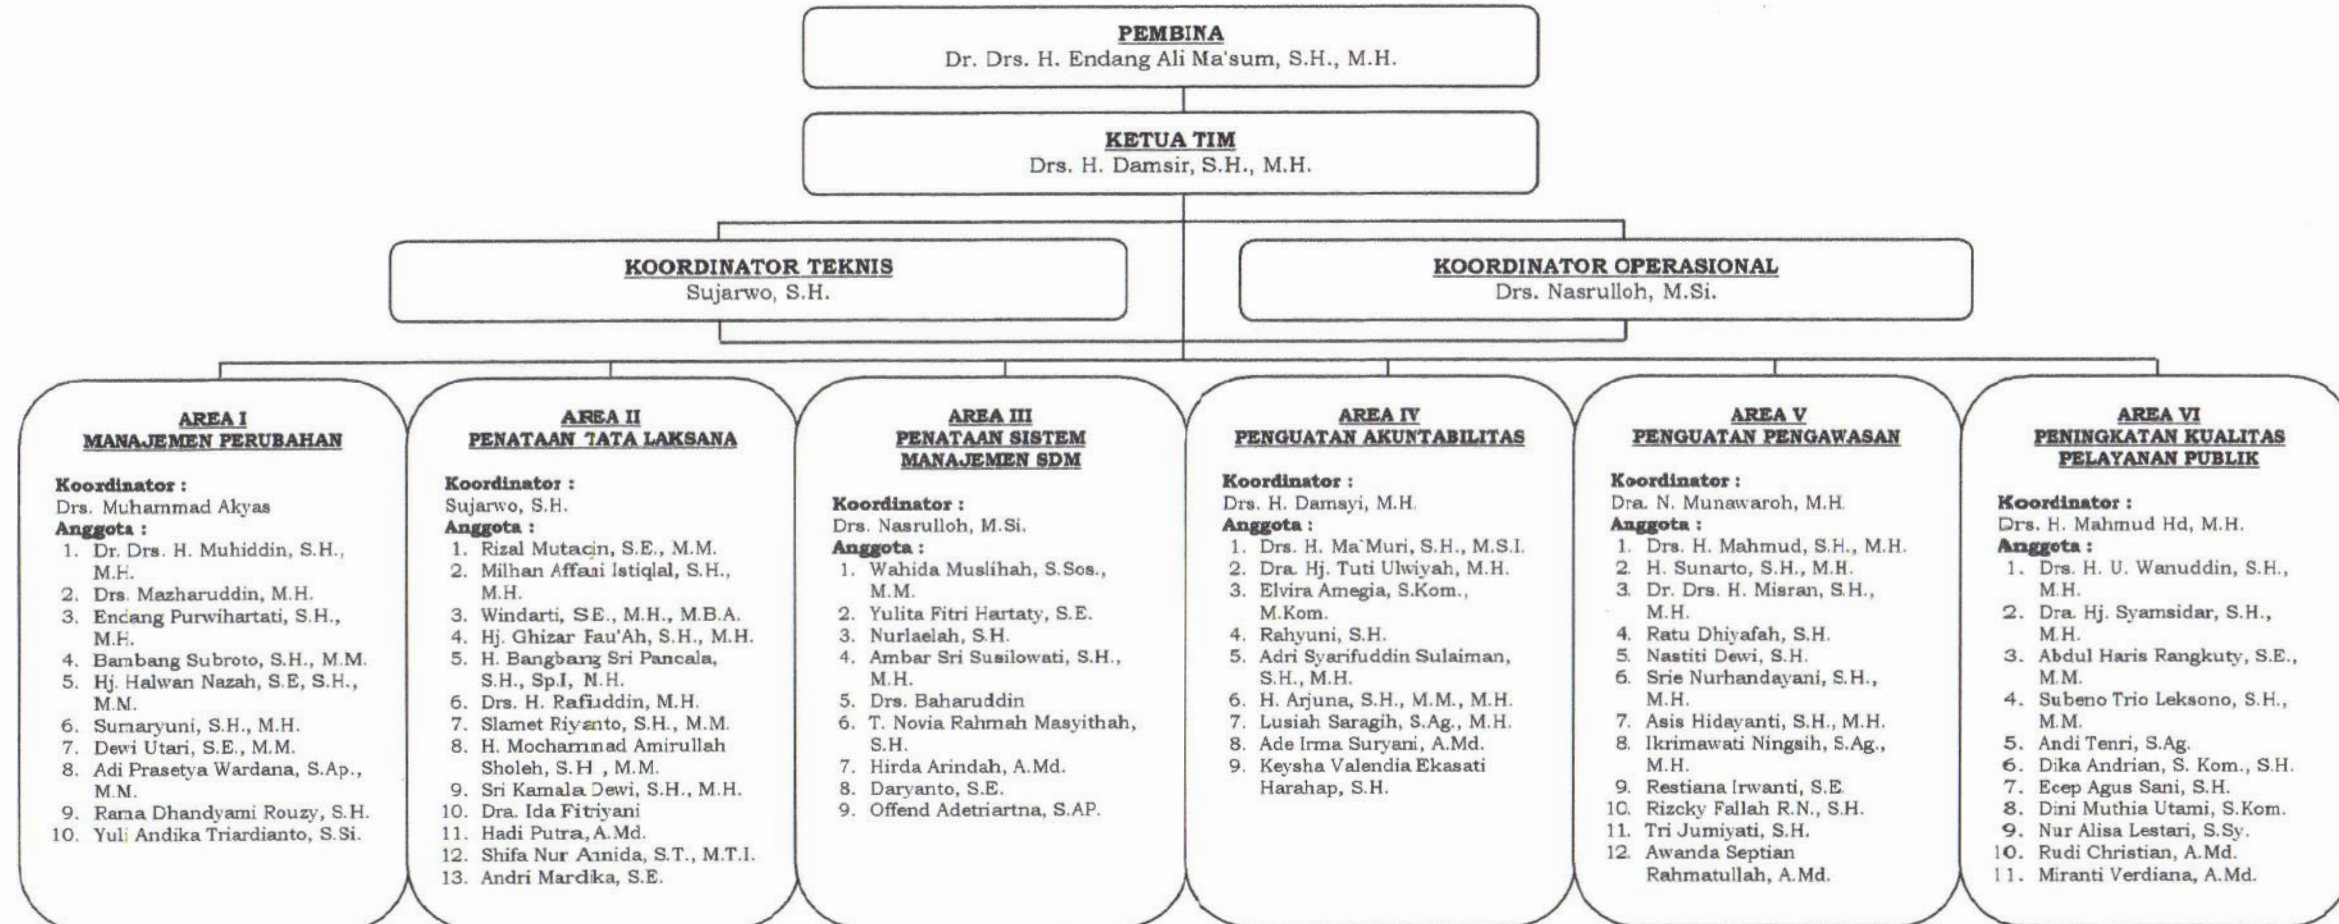 PEMBINA
Dr. Drs. H. Endang Ali Ma'sum, S.H., M.H.
KETUA TIM
Drs. H. Damsir, S.H., M.H.
KOORDINATOR TEKNIS
Sujarwo, S.H.
KOORDINATOR OPERASIONAL
Drs. Nasrulloh, M.Si.
AREA I
MANAJEMEN PERUBAHAN
Koordinator :
Drs. Muhammad Akyas
Anggota :
1. Dr. Drs. H. Muhiddin, S.H.,
M.H.
2. Drs. Mazharuddin, M.H.
3. Endang Purwihartati, S.H.,
M.H.
4. Bambang Subroto, S.H., M.M.
5. Hj. Halwan Nazah, S.E, S.H.,
M.M.
6. Sumaryuni, S.H., M.H.
7. Dewi Utari, S.E., M.M.
8. Adi Prasetya Wardana, S.Ap.,
M.M.
9. Rama Dhandyami Rouzy, S.H.
10. Yuli Andika Triardianto, S.Si.
AREA II
PENATAAN TATA LAKSANA
Koordinator :
Sujarwo, S.H.
Anggota :
1. Rizal Mutaqin, S.E., M.M.
2. Milhan Affani Istiqlal, S.H.,
M.H.
3. Windarti, S.E., M.H., M.B.A.
4. Hj. Ghizar Fau'Ah, S.H., M.H.
5. H. Bangbang Sri Pancala,
S.H., Sp.I, N.H.
6. Drs. H. Rafiuddin, M.H.
7. Slamet Riyanto, S.H., M.M.
8. H. Mochammad Amirullah
Sholeh, S.H., M.M.
9. Sri Kamala Dewi, S.H., M.H.
10. Dra. Ida Fitriyani
11. Hadi Putra, A.Md.
12. Shifa Nur Annida, S.T., M.T.I.
13. Andri Mardika, S.E.
AREA III
PENATAAN SISTEM
MANAJEMEN SDM
Koordinator :
Drs. Nasrulloh, M.Si.
Anggota :
1. Wahida Muslihah, S.Sos.,
M.M.
2. Yulita Fitri Hartaty, S.E.
3. Nurlaelah, S.H.
4. Ambar Sri Susilowati, S.H.,
M.H.
5. Drs. Baharuddin
6. T. Novia Rahmah Masyithah,
S.H.
7. Hirda Arindah, A.Md.
8. Daryanto, S.E.
9. Offend Adetriartna, S.AP.
AREA IV
PENGUATAN AKUNTABILITAS
Koordinator :
Drs. H. Damsyi, M.H.
Anggota :
1. Drs. H. Ma`Muri, S.H., M.S.I.
2. Dra. Hj. Tuti Ulwiyah, M.H.
3. Elvira Amegia, S.Kom.,
M.Kom.
4. Rahyuni, S.H.
5. Adri Syarifuddin Sulaiman,
S.H., M.H.
6. H. Arjuna, S.H., M.M., M.H.
7. Lusiah Saragih, S.Ag., M.H.
8. Ade Irma Suryani, A.Md.
9. Keysha Valendia Ekasati
Harahap, S.H.
AREA V
PENGUATAN PENGAWASAN
Koordinator :
Dra. N. Munawaroh, M.H.
Anggota :
1. Drs. H. Mahmud, S.H., M.H.
2. H. Sunarto, S.H., M.H.
3. Dr. Drs. H. Misran, S.H.,
M.H.
4. Ratu Dhiyafah, S.H.
5. Nastiti Dewi, S.H.
6. Srie Nurhandayani, S.H.,
M.H.
7. Asis Hidayanti, S.H., M.H.
8. Ikrimawati Ningsih, S.Ag.,
M.H.
9. Restiana Irwanti, S.E.
10. Rizcky Fallah R.N., S.H.
11. Tri Jumiyati, S.H.
12. Awanda Septian
Rahmatullah, A.Md.
AREA VI
PENINGKATAN KUALITAS
PELAYANAN PUBLIK
Koordinator :
Drs. H. Mahmud Hd, M.H.
Anggota :
1. Drs. H. U. Wanuddin, S.H.,
M.H.
2. Dra. Hj. Syamsidar, S.H.,
M.H.
3. Abdul Haris Rangkuty, S.E.,
M.M.
4. Subeno Trio Leksono, S.H.,
M.M.
5. Andi Tenri, S.Ag.
6. Dika Andrian, S. Kom., S.H.
7. Ecep Agus Sani, S.H.
8. Dini Muthia Utami, S.Kom.
9. Nur Alisa Lestari, S.Sy.
10. Rudi Christian, A.Md.
11. Miranti Verdiana, A.Md.